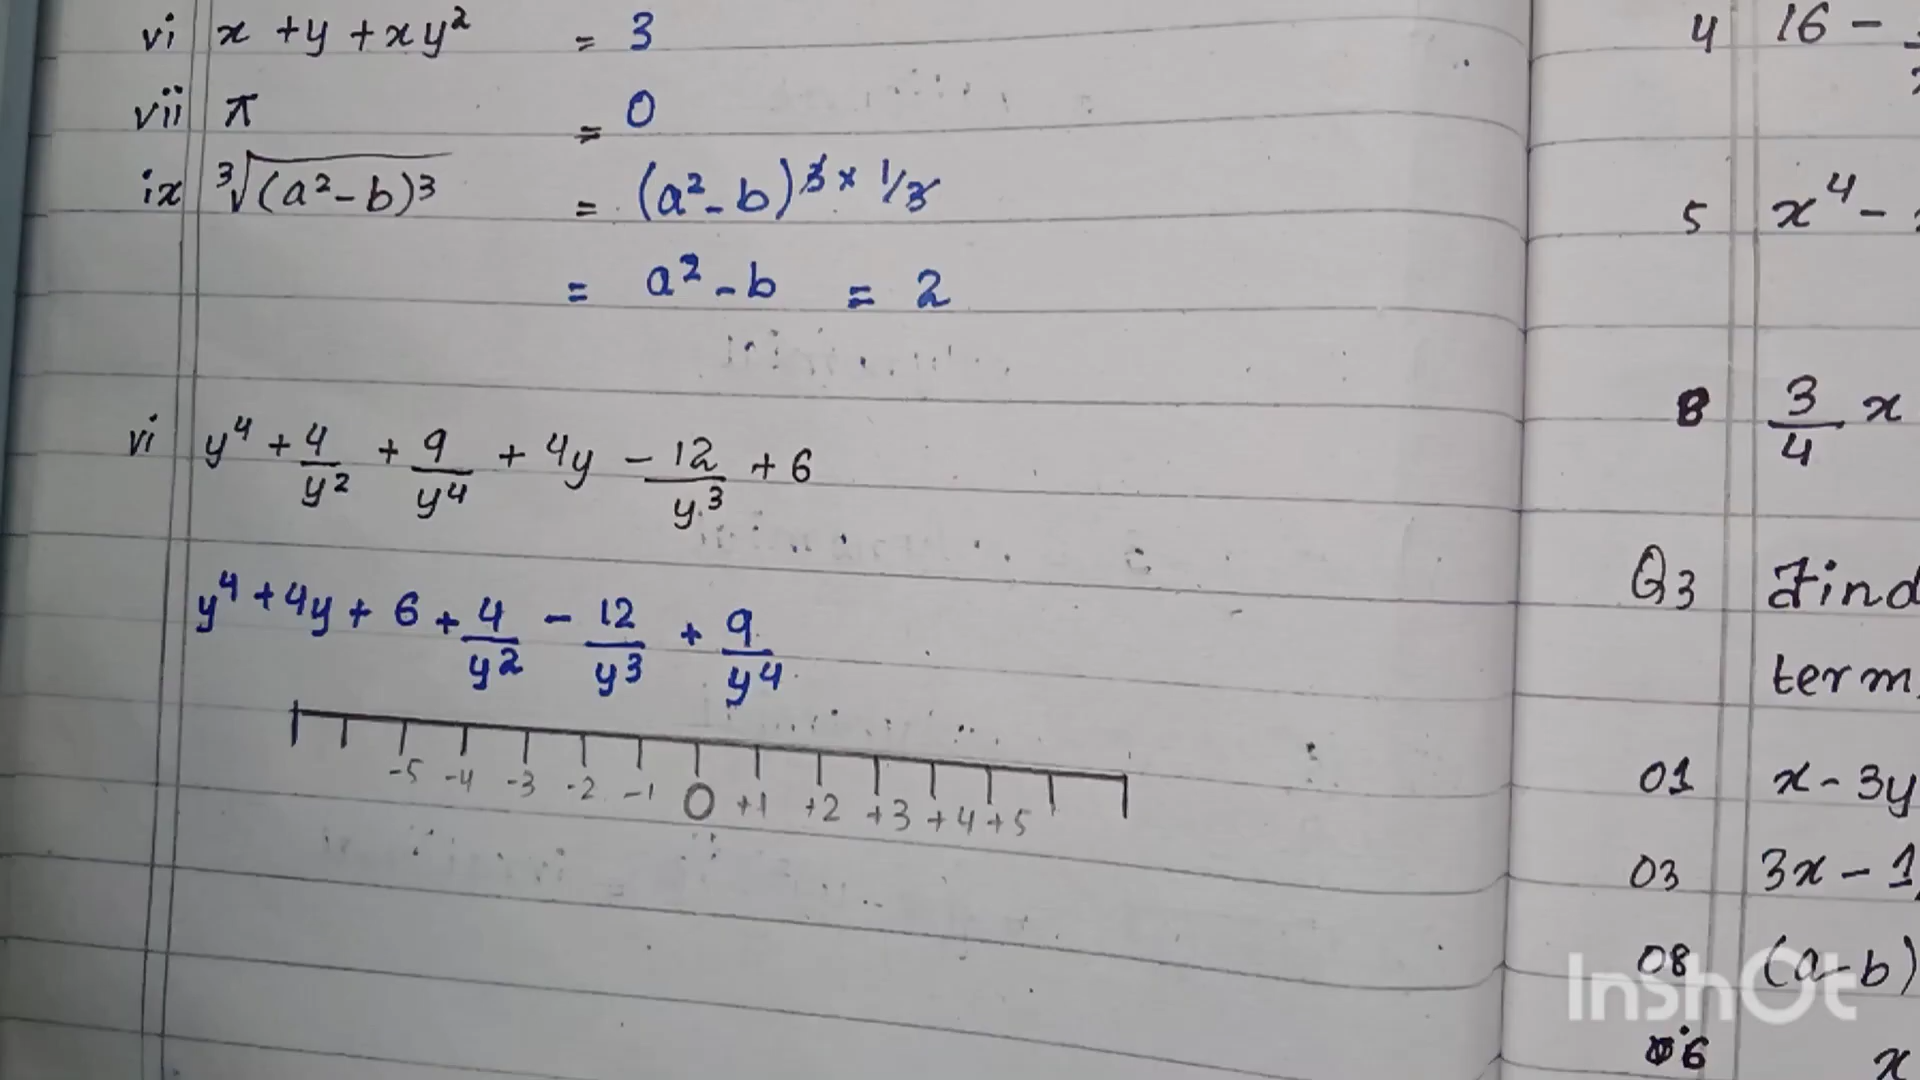 vi x + y + xy² = 3
vii π = 0
ix ³√(a²-b)³ = (a²-b)³ˣ ¹/₃
= a²-b = 2
vi y⁴ + 4/y² + 9/y⁴ + 4y - 12/y³ + 6
y⁴ + 4y + 6 + 4/y² - 12/y³ + 9/y⁴
-5 -4 -3 -2 -1 0 +1 +2 +3 +4 +5
4 16 -
5 x⁴ -
8 3/4 x
Q3 Find
term
01 x - 3y
03 3x - 1
08 (a-b)
06 x
InshOt